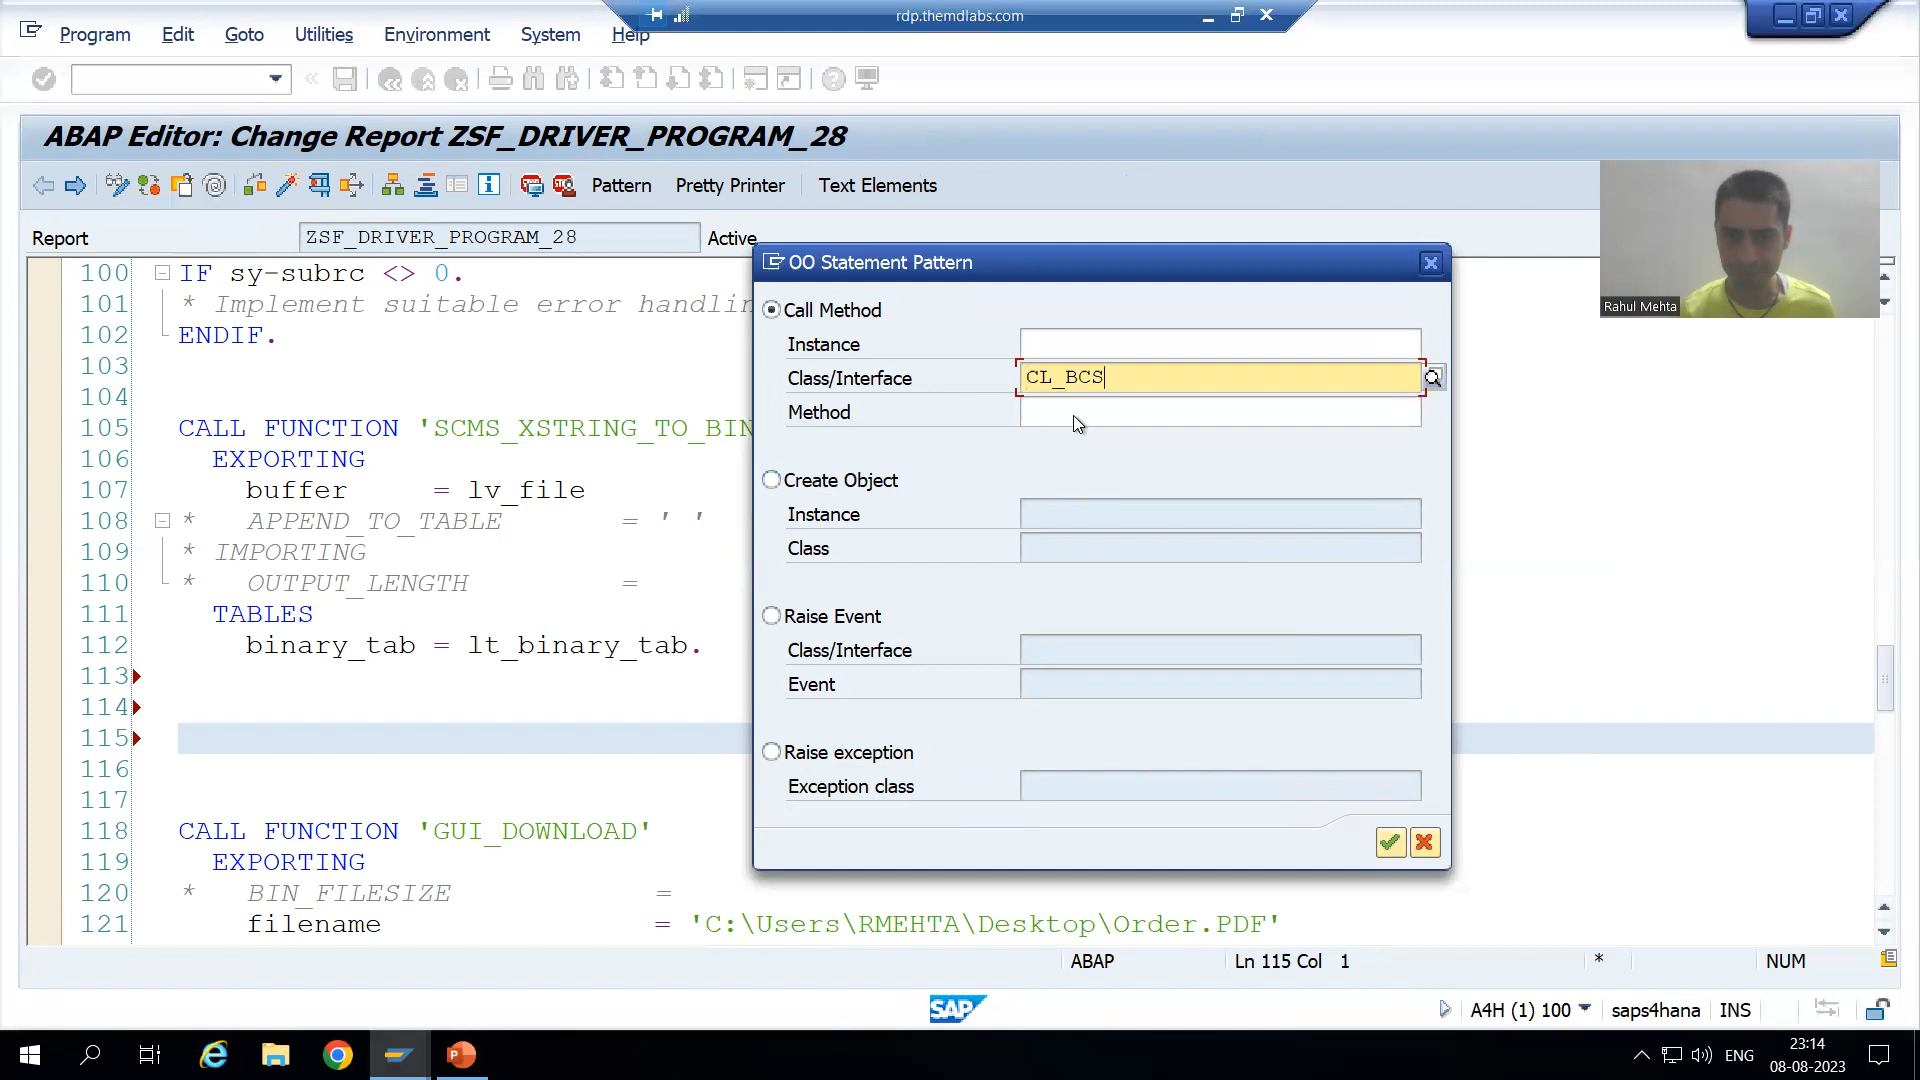 rdp.themdlabs.com
Program Edit Goto Utilities Environment System Help
ABAP Editor: Change Report ZSF_DRIVER_PROGRAM_28
Pattern Pretty Printer Text Elements
Report ZSF_DRIVER_PROGRAM_28 Active
Rahul Mehta
100 IF sy-subrc <> 0.
101 * Implement suitable error handlin
102 ENDIF.
103
104
105 CALL FUNCTION 'SCMS_XSTRING_TO_BIN
106 EXPORTING
107 buffer = lv_file
108 * APPEND_TO_TABLE = ' '
109 * IMPORTING
110 * OUTPUT_LENGTH =
111 TABLES
112 binary_tab = lt_binary_tab.
113
114
115
116
117
118 CALL FUNCTION 'GUI_DOWNLOAD'
119 EXPORTING
120 * BIN_FILESIZE =
121 filename = 'C:\Users\RMEHTA\Desktop\Order.PDF'
OO Statement Pattern
Call Method
Instance
Class/Interface CL_BCS
Method
Create Object
Instance
Class
Raise Event
Class/Interface
Event
Raise exception
Exception class
ABAP Ln 115 Col 1 * NUM
SAP A4H (1) 100 saps4hana INS
ENG
23:14
08-08-2023